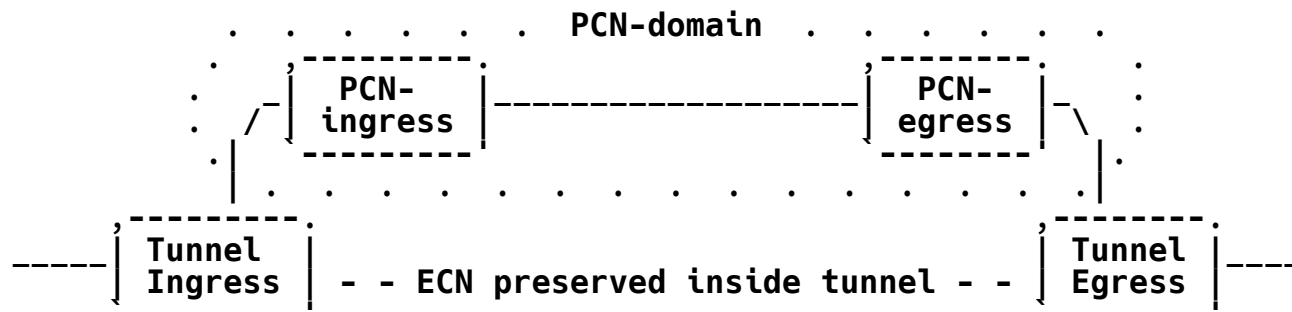 PCN-domain
PCN- PCN-
ingress egress
Tunnel Tunnel
Ingress - - ECN preserved inside tunnel - - Egress